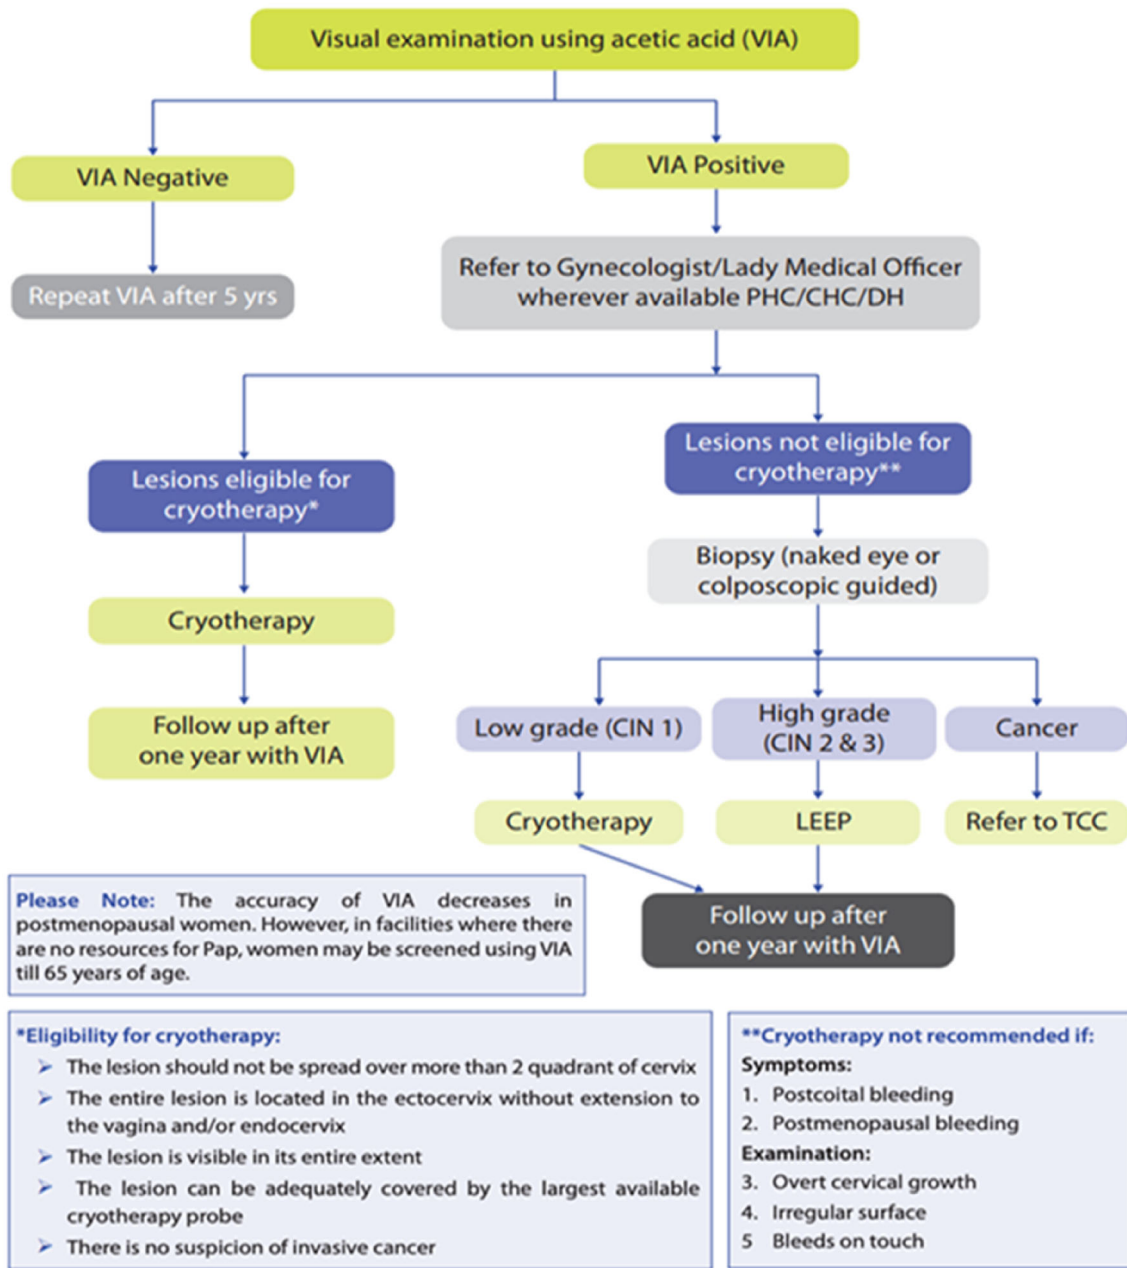 Visual examination using acetic acid (VIA)
VIA Negative
VIA Positive
Repeat VIA after 5 yrs
Refer to Gynecologist/Lady Medical Officer
wherever available PHC/CHC/DH
Lesions eligible for
cryotherapy*
Lesions not eligible for
cryotherapy**
Cryotherapy
Biopsy (naked eye or
colposcopic guided)
Follow up after
one year with VIA
Low grade (CIN 1)
High grade
(CIN 2 & 3)
Cancer
Cryotherapy
LEEP
Refer to TCC
Follow up after
one year with VIA
Please Note: The accuracy of VIA decreases in
postmenopausal women. However, in facilities where there
are no resources for Pap, women may be screened using VIA
till 65 years of age.
*Eligibility for cryotherapy:
➢ The lesion should not be spread over more than 2 quadrant of cervix
➢ The entire lesion is located in the ectocervix without extension to
the vagina and/or endocervix
➢ The lesion is visible in its entire extent
➢ The lesion can be adequately covered by the largest available
cryotherapy probe
➢ There is no suspicion of invasive cancer
**Cryotherapy not recommended if:
Symptoms:
1. Postcoital bleeding
2. Postmenopausal bleeding
Examination:
3. Overt cervical growth
4. Irregular surface
5 Bleeds on touch